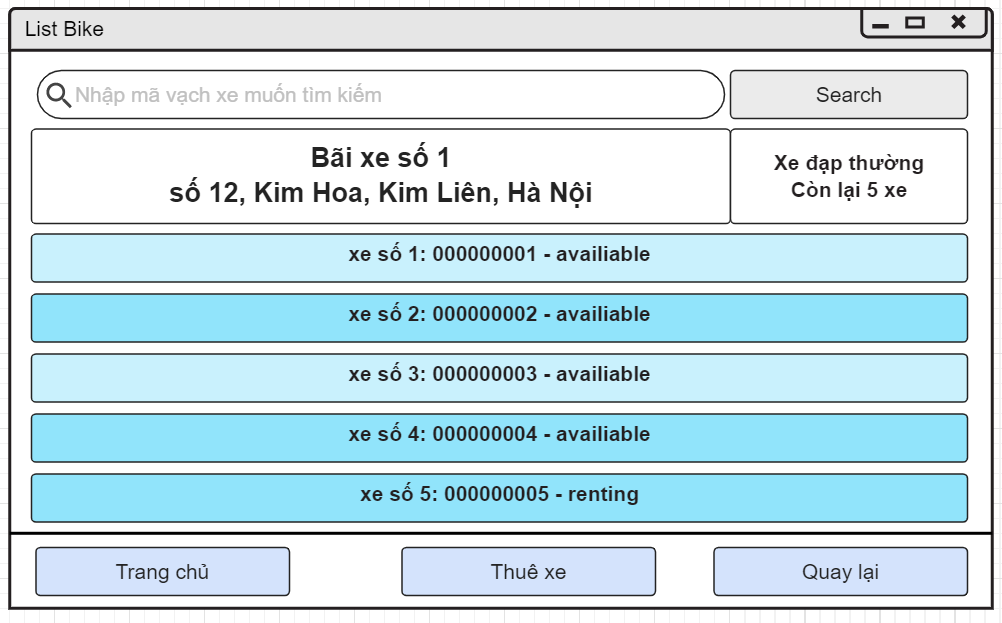 List Bike
Nhập mã vạch xe muốn tìm kiếm
Search
Bãi xe số 1
số 12, Kim Hoa, Kim Liên, Hà Nội
Xe đạp thường
Còn lại 5 xe
xe số 1: 000000001 - availiable
xe số 2: 000000002 - availiable
xe số 3: 000000003 - availiable
xe số 4: 000000004 - availiable
xe số 5: 000000005 - renting
Trang chủ
Thuê xe
Quay lại